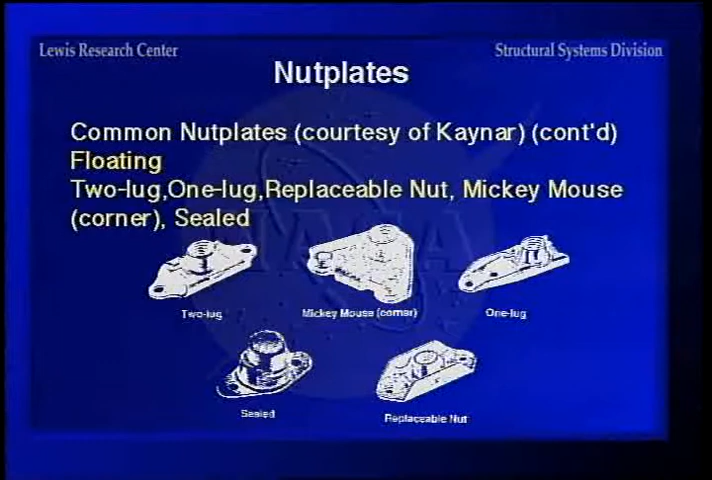 Lewis Research Center
Structural Systems Division
Nutplates
Common Nutplates (courtesy of Kaynar) (cont'd)
Floating
Two-lug,One-lug,Replaceable Nut, Mickey Mouse
(corner), Sealed
NASA
Two-lug
Mickey Mouse (corner)
One-lug
Sealed
Replaceable Nut